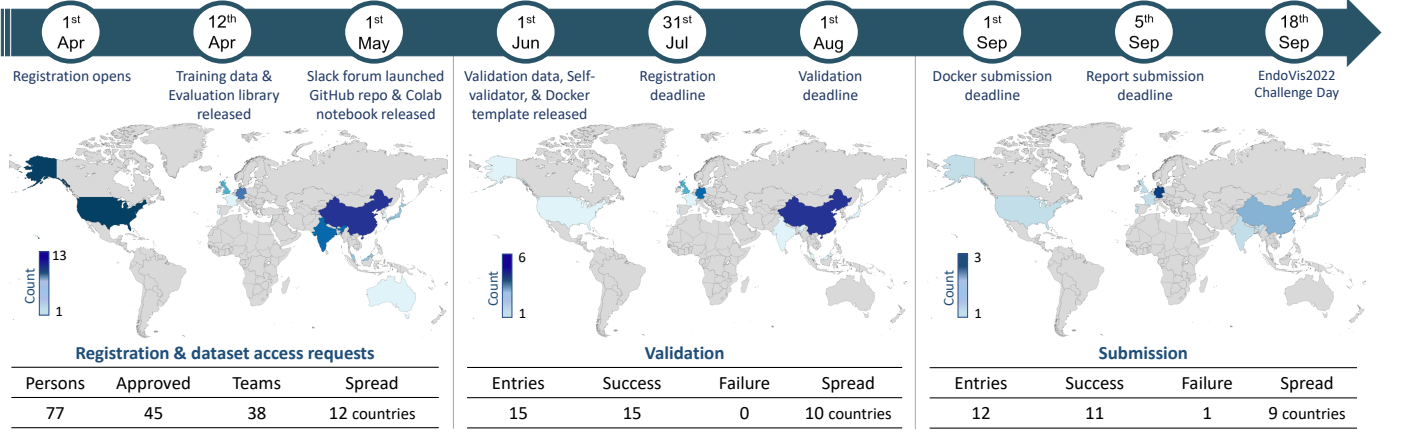 1st Apr
12th Apr
1st May
1st Jun
31st Jul
1st Aug
1st Sep
5th Sep
18th Sep
Registration opens
Training data &
Evaluation library
released
Slack forum launched
GitHub repo & Colab
notebook released
Validation data, Self-
validator, & Docker
template released
Registration
deadline
Validation
deadline
Docker submission
deadline
Report submission
deadline
EndoVis2022
Challenge Day
Count
13
1
Count
6
1
Count
3
1
Registration & dataset access requests
Persons Approved Teams Spread
77 45 38 12 countries
Validation
Entries Success Failure Spread
15 15 0 10 countries
Submission
Entries Success Failure Spread
12 11 1 9 countries